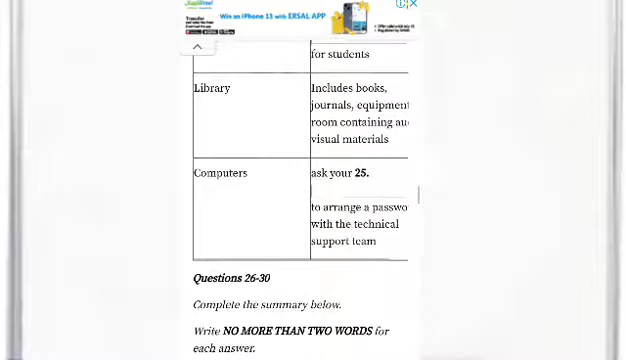 Transfer
Win an iPhone 13 with ERSAL APP
for students
Library
Includes books,
journals, equipment
room containing au
visual materials
Computers
ask your 25.
to arrange a passwo
with the technical
support team
Questions 26-30
Complete the summary below.
Write NO MORE THAN TWO WORDS for
each answer.